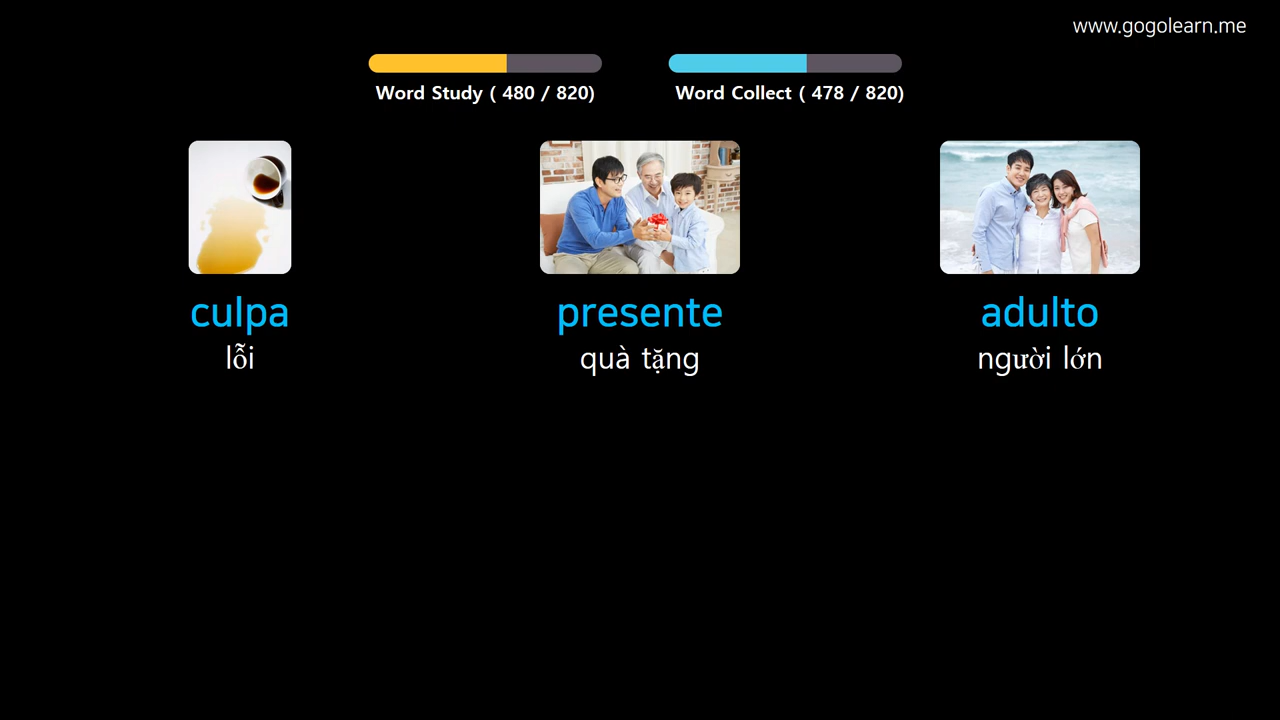 www.gogolearn.me
Word Study ( 480 / 820)
Word Collect ( 478 / 820)
culpa
lỗi
presente
quà tặng
adulto
người lớn